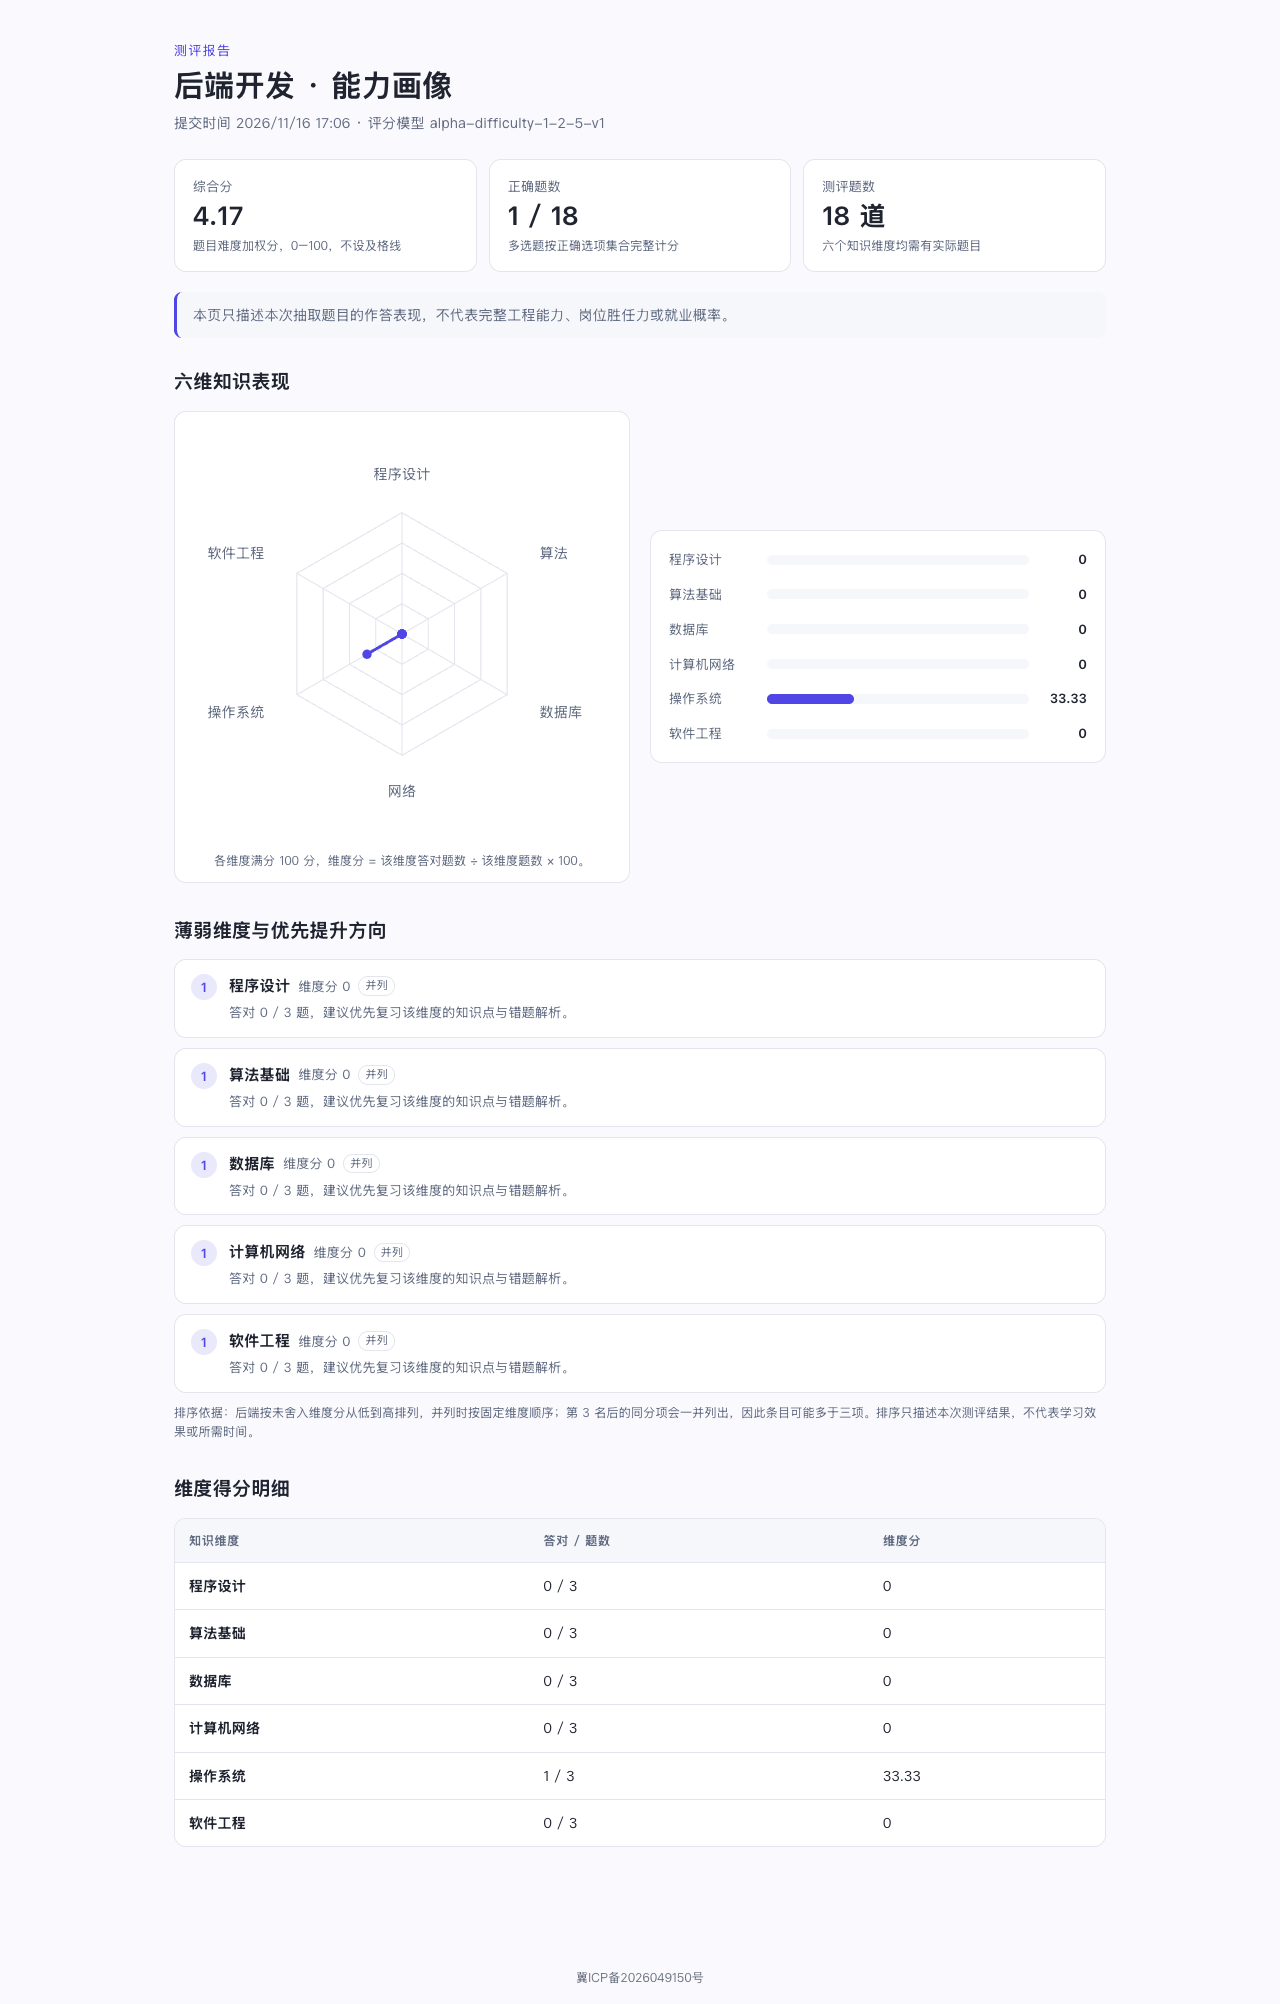 测评报告
后端开发 · 能力画像
提交时间 2026/11/16 17:06 · 评分模型 alpha-difficulty-1-2-5-v1
综合分
4.17
题目难度加权分，0—100，不设及格线
正确题数
1 / 18
多选题按正确选项集合完整计分
测评题数
18 道
六个知识维度均需有实际题目
本页只描述本次抽取题目的作答表现，不代表完整工程能力、岗位胜任力或就业概率。
六维知识表现
程序设计
软件工程
算法
操作系统
数据库
网络
各维度满分 100 分，维度分 = 该维度答对题数 ÷ 该维度题数 × 100。
程序设计 0
算法基础 0
数据库 0
计算机网络 0
操作系统 33.33
软件工程 0
薄弱维度与优先提升方向
1 程序设计 维度分 0 并列
答对 0 / 3 题，建议优先复习该维度的知识点与错题解析。
1 算法基础 维度分 0 并列
答对 0 / 3 题，建议优先复习该维度的知识点与错题解析。
1 数据库 维度分 0 并列
答对 0 / 3 题，建议优先复习该维度的知识点与错题解析。
1 计算机网络 维度分 0 并列
答对 0 / 3 题，建议优先复习该维度的知识点与错题解析。
1 软件工程 维度分 0 并列
答对 0 / 3 题，建议优先复习该维度的知识点与错题解析。
排序依据：后端按未舍入维度分从低到高排列，并列时按固定维度顺序；第 3 名后的同分项会一并列出，因此条目可能多于三项。排序只描述本次测评结果，不代表学习效
果或所需时间。
维度得分明细
知识维度 答对 / 题数 维度分
程序设计 0 / 3 0
算法基础 0 / 3 0
数据库 0 / 3 0
计算机网络 0 / 3 0
操作系统 1 / 3 33.33
软件工程 0 / 3 0
冀ICP备2026049150号